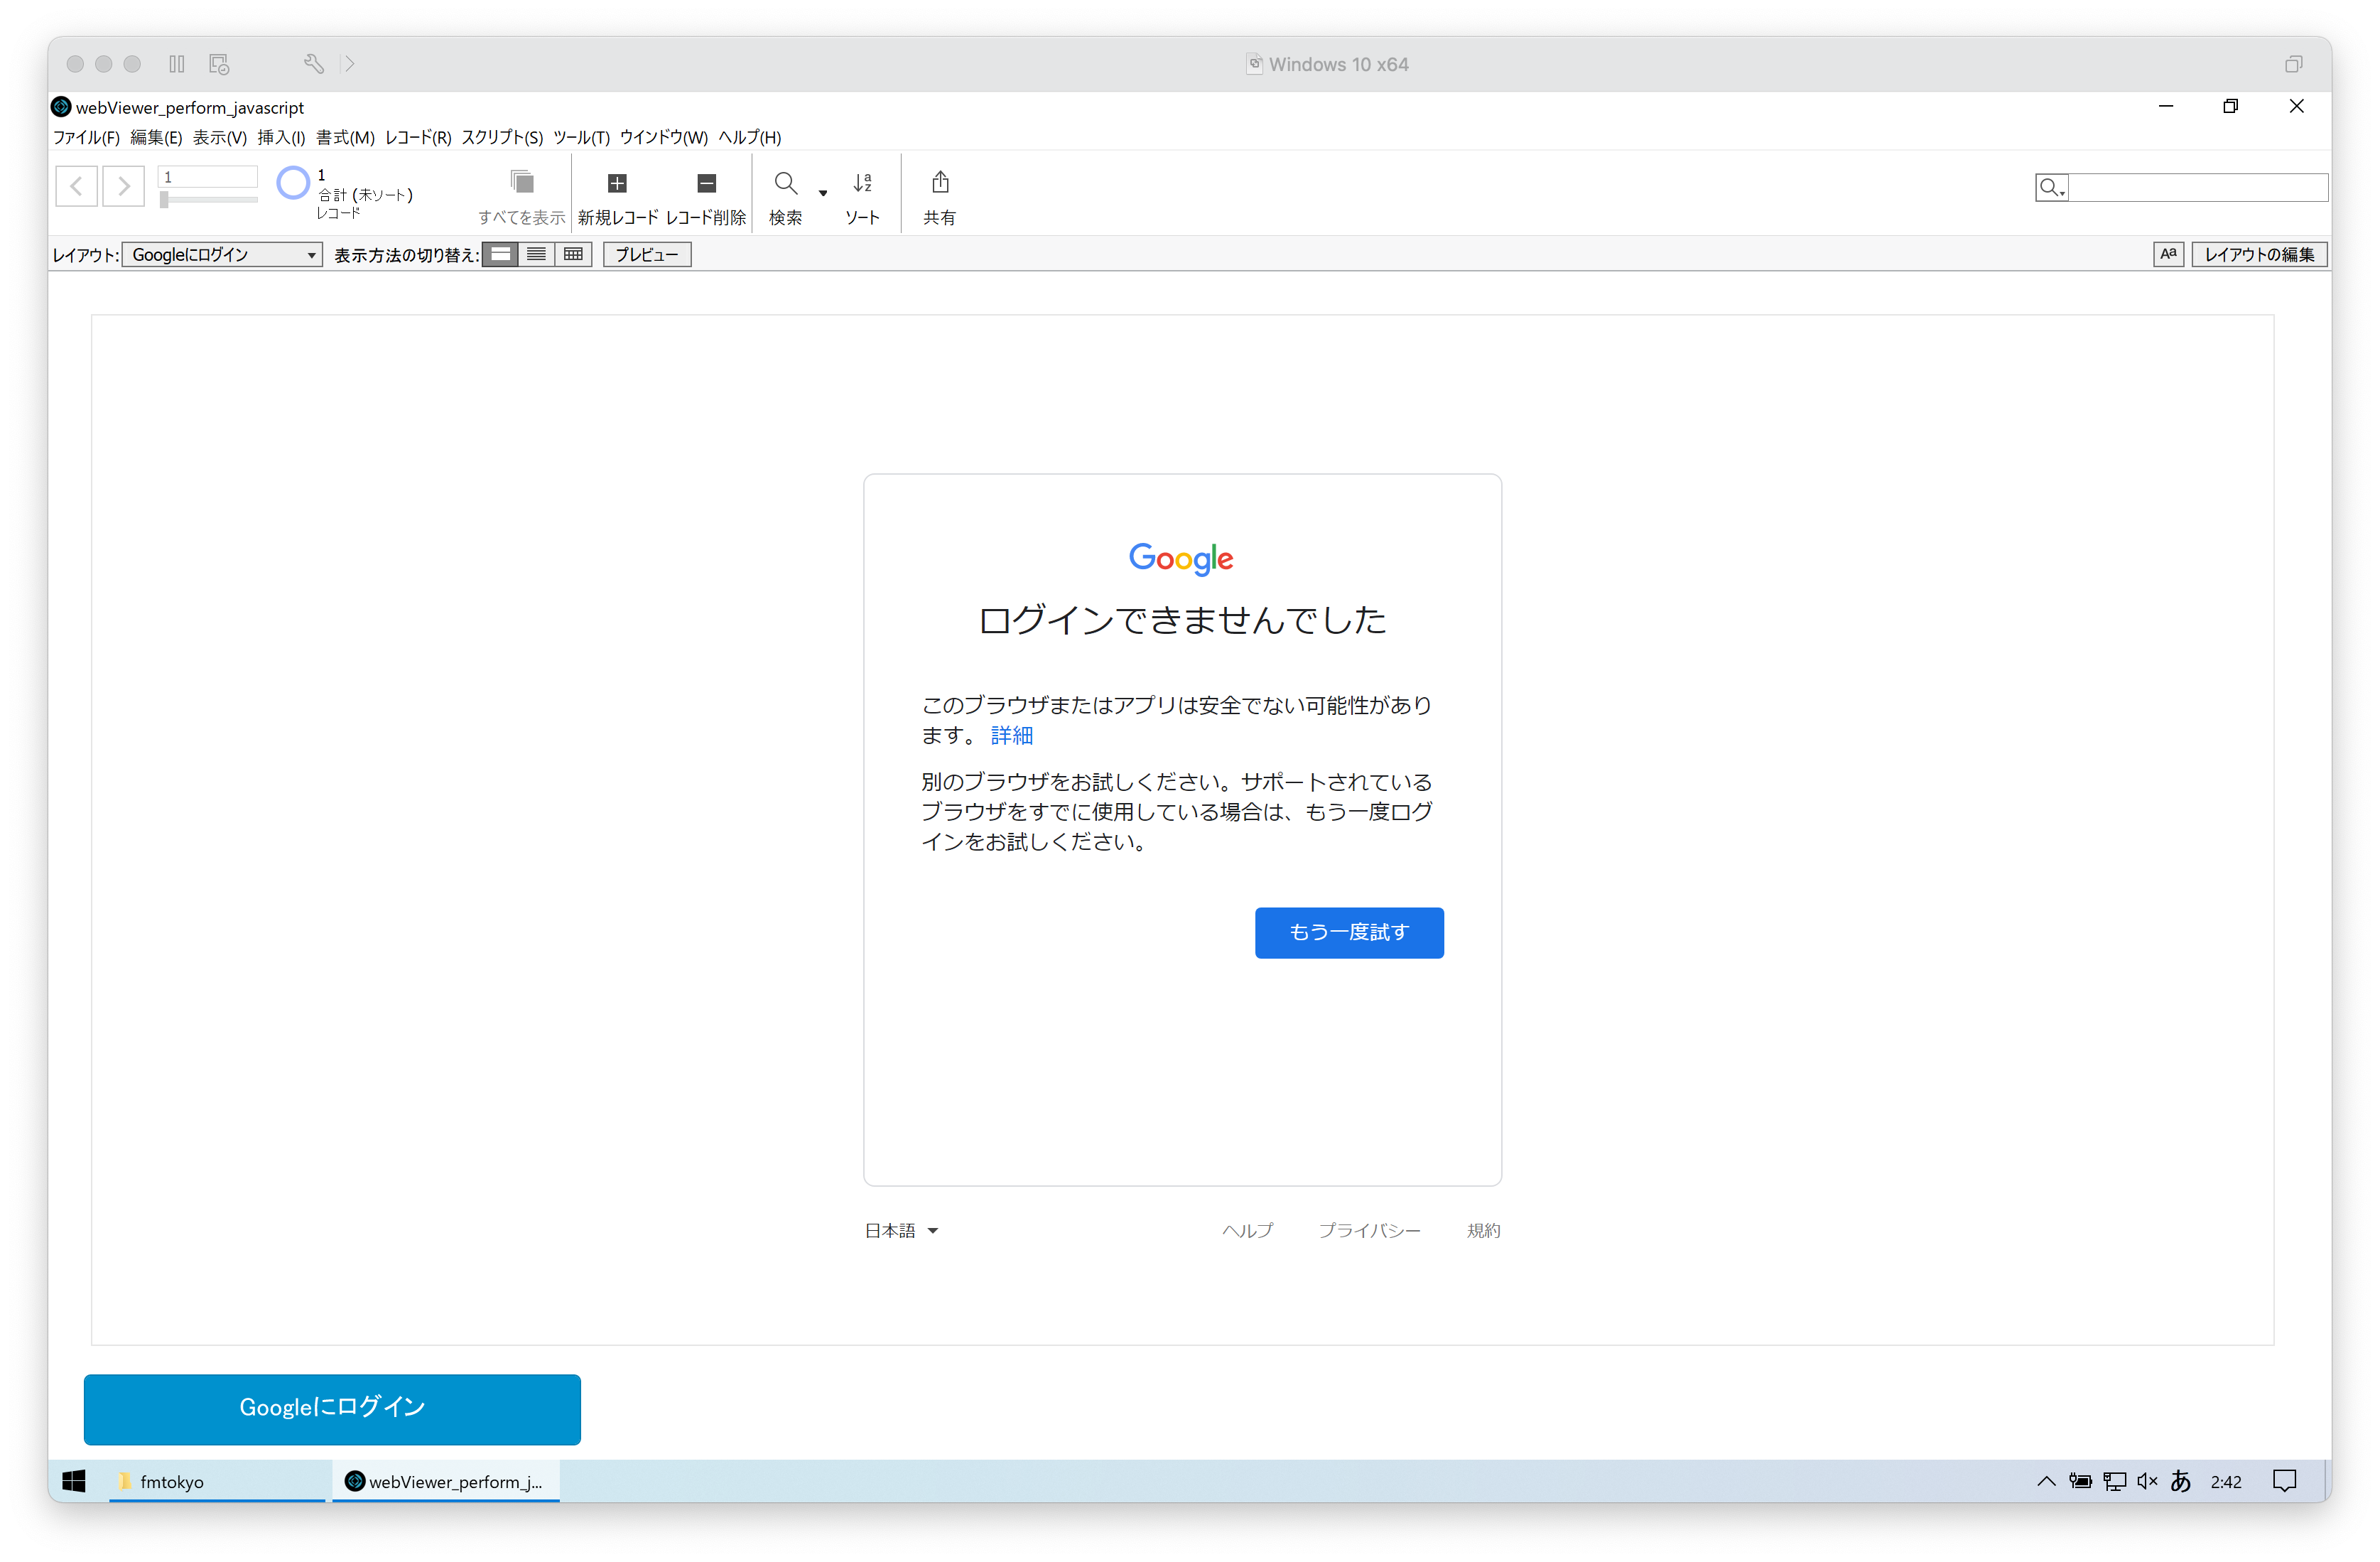 Windows 10 x64
webViewer_perform_javascript
ファイル(F) 編集(E) 表示(V) 挿入(I) 書式(M) レコード(R) スクリプト(S) ツール(T) ウインドウ(W) ヘルプ(H)
1
1
合計 (未ソート)
レコード
すべてを表示
新規レコード
レコード削除
検索
ソート
共有
レイアウト: Googleにログイン
表示方法の切り替え:
プレビュー
Aa
レイアウトの編集
Google
ログインできませんでした
このブラウザまたはアプリは安全でない可能性があり
ます。 詳細
別のブラウザをお試しください。サポートされている
ブラウザをすでに使用している場合は、もう一度ログ
インをお試しください。
もう一度試す
日本語
ヘルプ
プライバシー
規約
Googleにログイン
fmtokyo
webViewer_perform_j...
あ
2:42